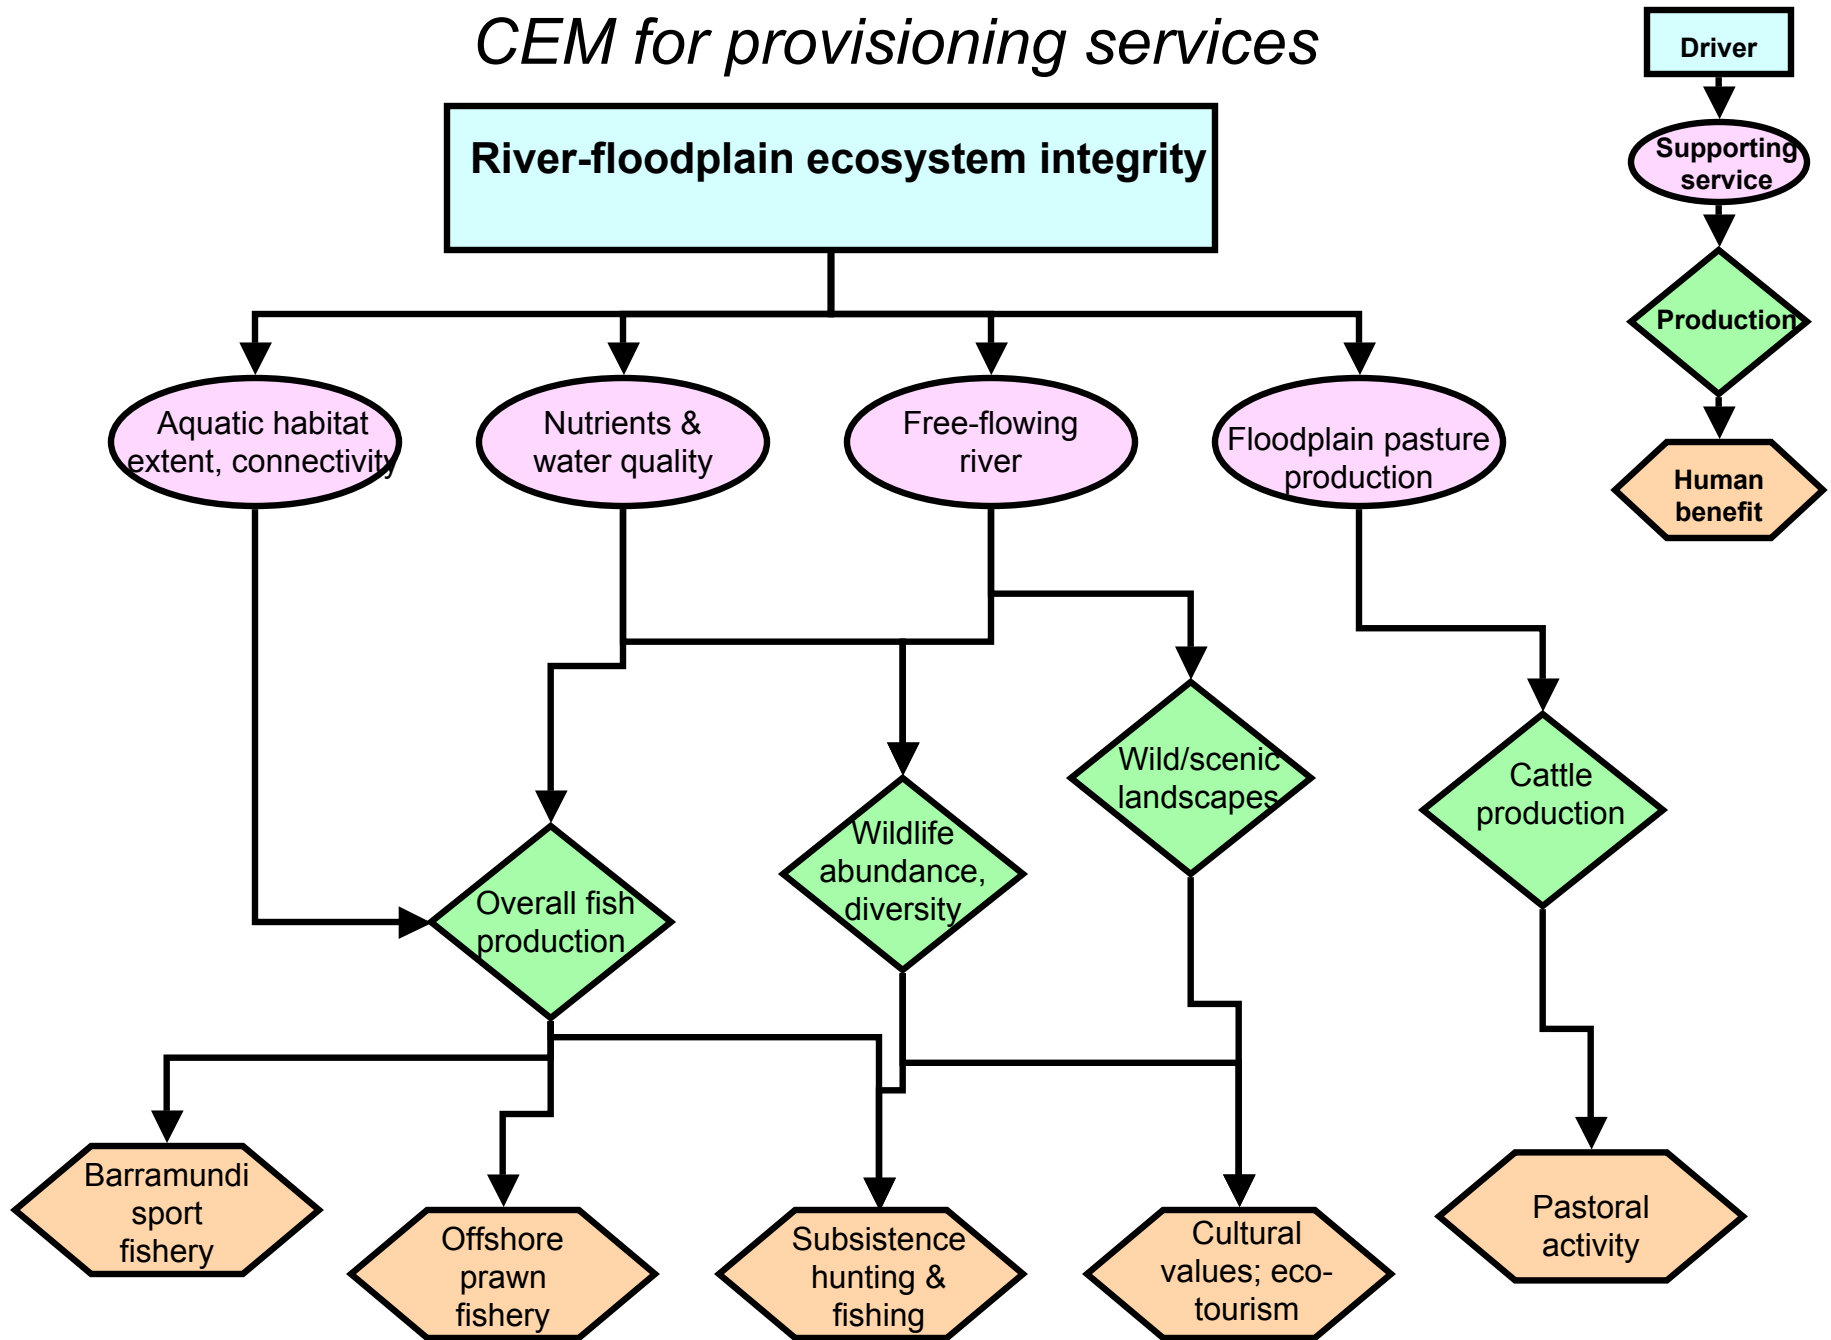 CEM for provisioning services
Driver
River-floodplain ecosystem integrity
Supporting
service
Production
Human
benefit
Aquatic habitat
extent, connectivity
Nutrients &
water quality
Free-flowing
river
Floodplain pasture
production
Wild/scenic
landscapes
Cattle
production
Wildlife
abundance,
diversity
Overall fish
production
Barramundi
sport
fishery
Offshore
prawn
fishery
Subsistence
hunting &
fishing
Cultural
values; eco-
tourism
Pastoral
activity